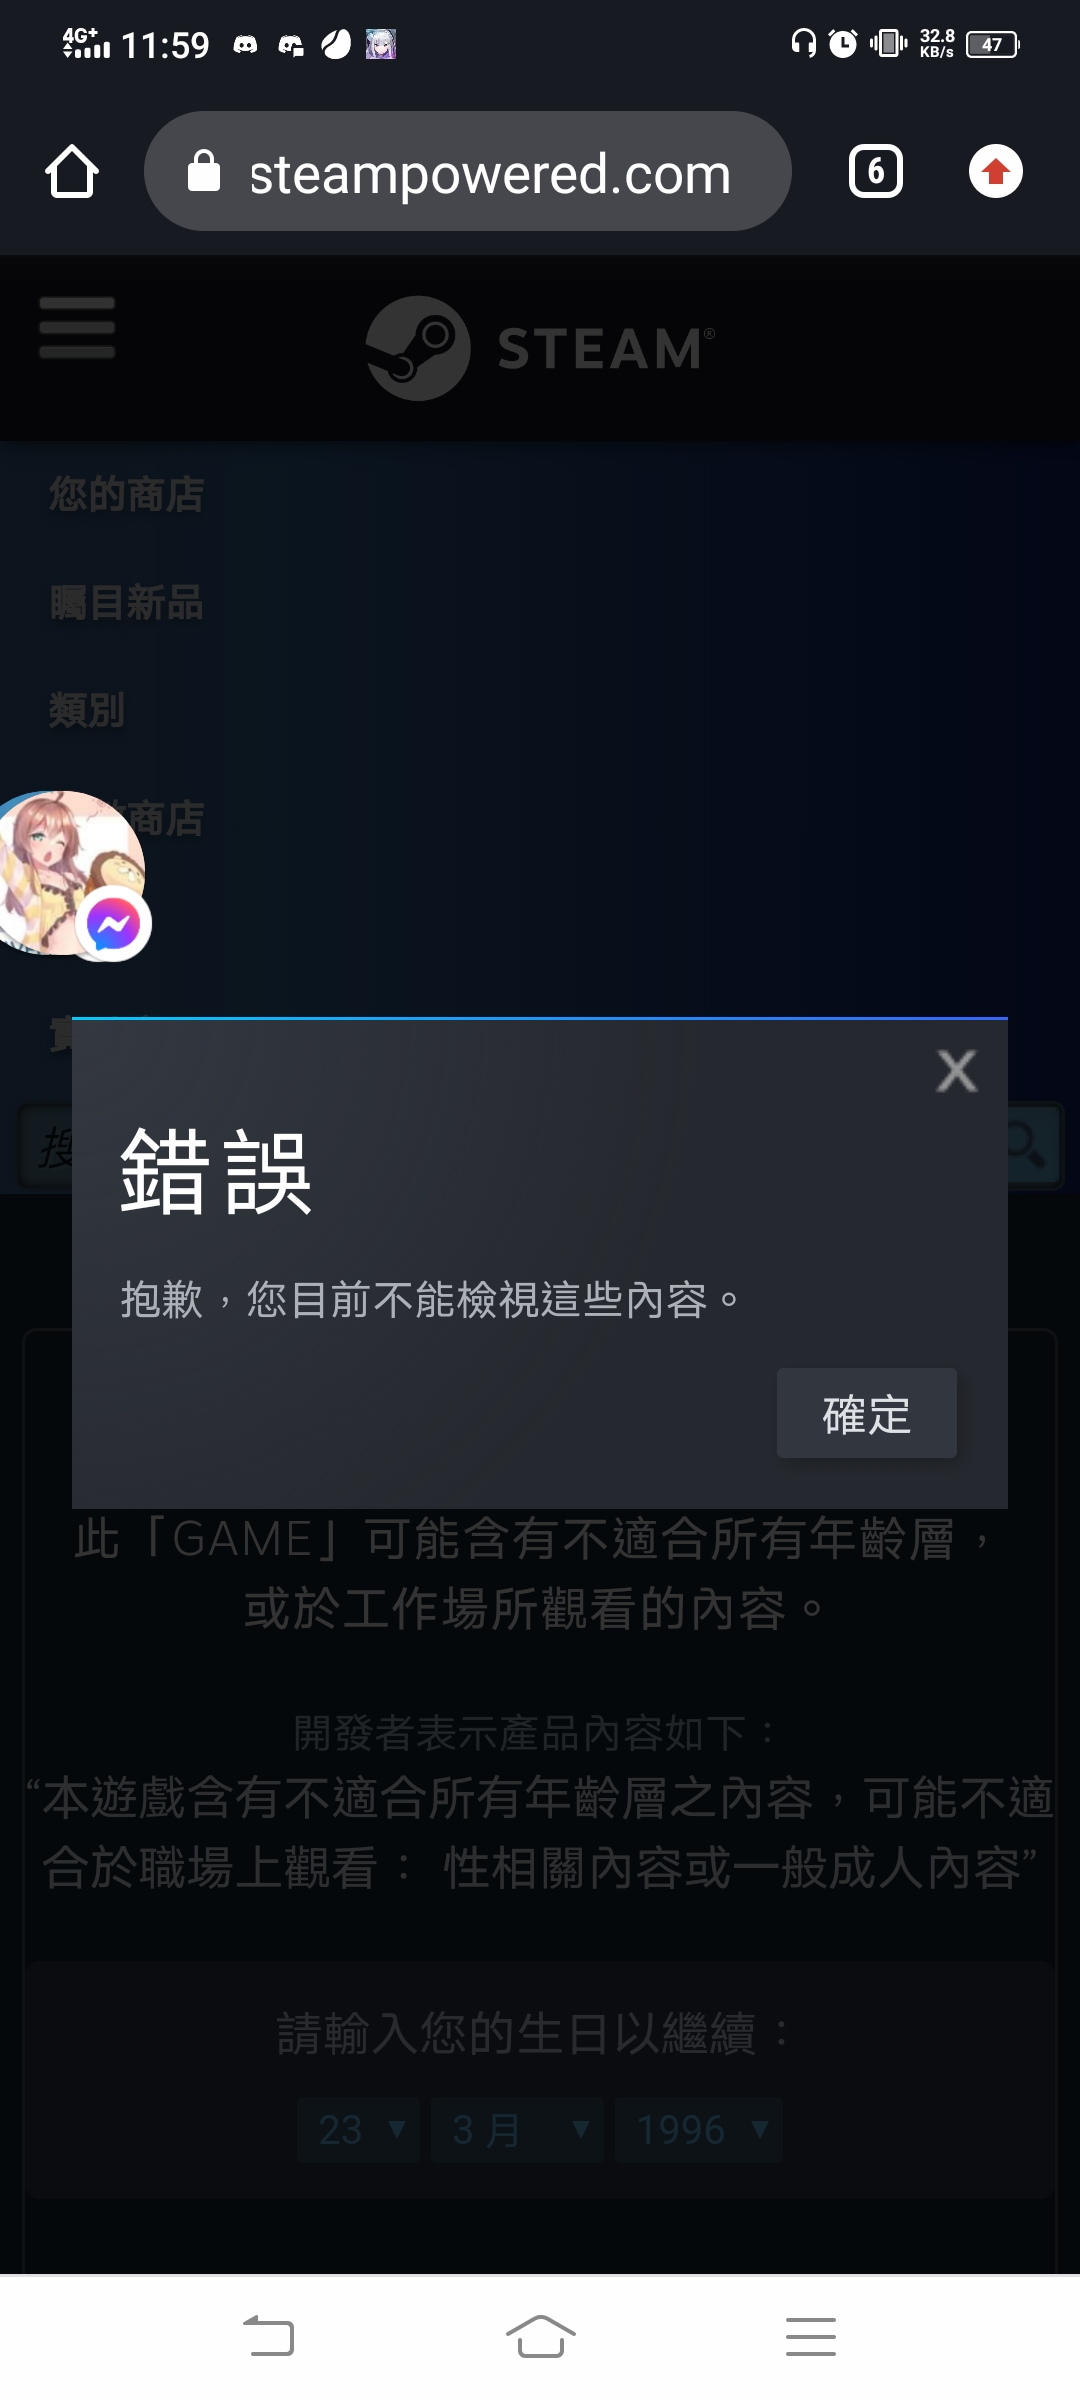 4G+ 11:59 32.8 KB/s 47
steampowered.com 6
STEAM®
您的商店
矚目新品
類別
商店
錯誤
抱歉，您目前不能檢視這些內容。
確定
此「GAME」可能含有不適合所有年齡層，
或於工作場所觀看的內容。
開發者表示產品內容如下：
“本遊戲含有不適合所有年齡層之內容，可能不適
合於職場上觀看： 性相關內容或一般成人內容”
請輸入您的生日以繼續：
23 3 月 1996